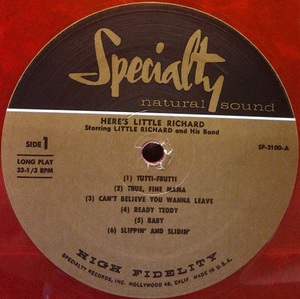 Specialty
natural sound
HERE'S LITTLE RICHARD
Starring LITTLE RICHARD and His Band
SIDE 1
SP-2100-A
LONG PLAY
33-1/3 RPM
(1) TUTTI-FRUTTI
(2) TRUE, FINE MAMA
(3) CAN'T BELIEVE YOU WANNA LEAVE
(4) READY TEDDY
(5) BABY
(6) SLIPPIN' AND SLIDIN'
HIGH FIDELITY
SPECIALTY RECORDS, INC., HOLLYWOOD 46, CALIF. MADE IN U.S.A.